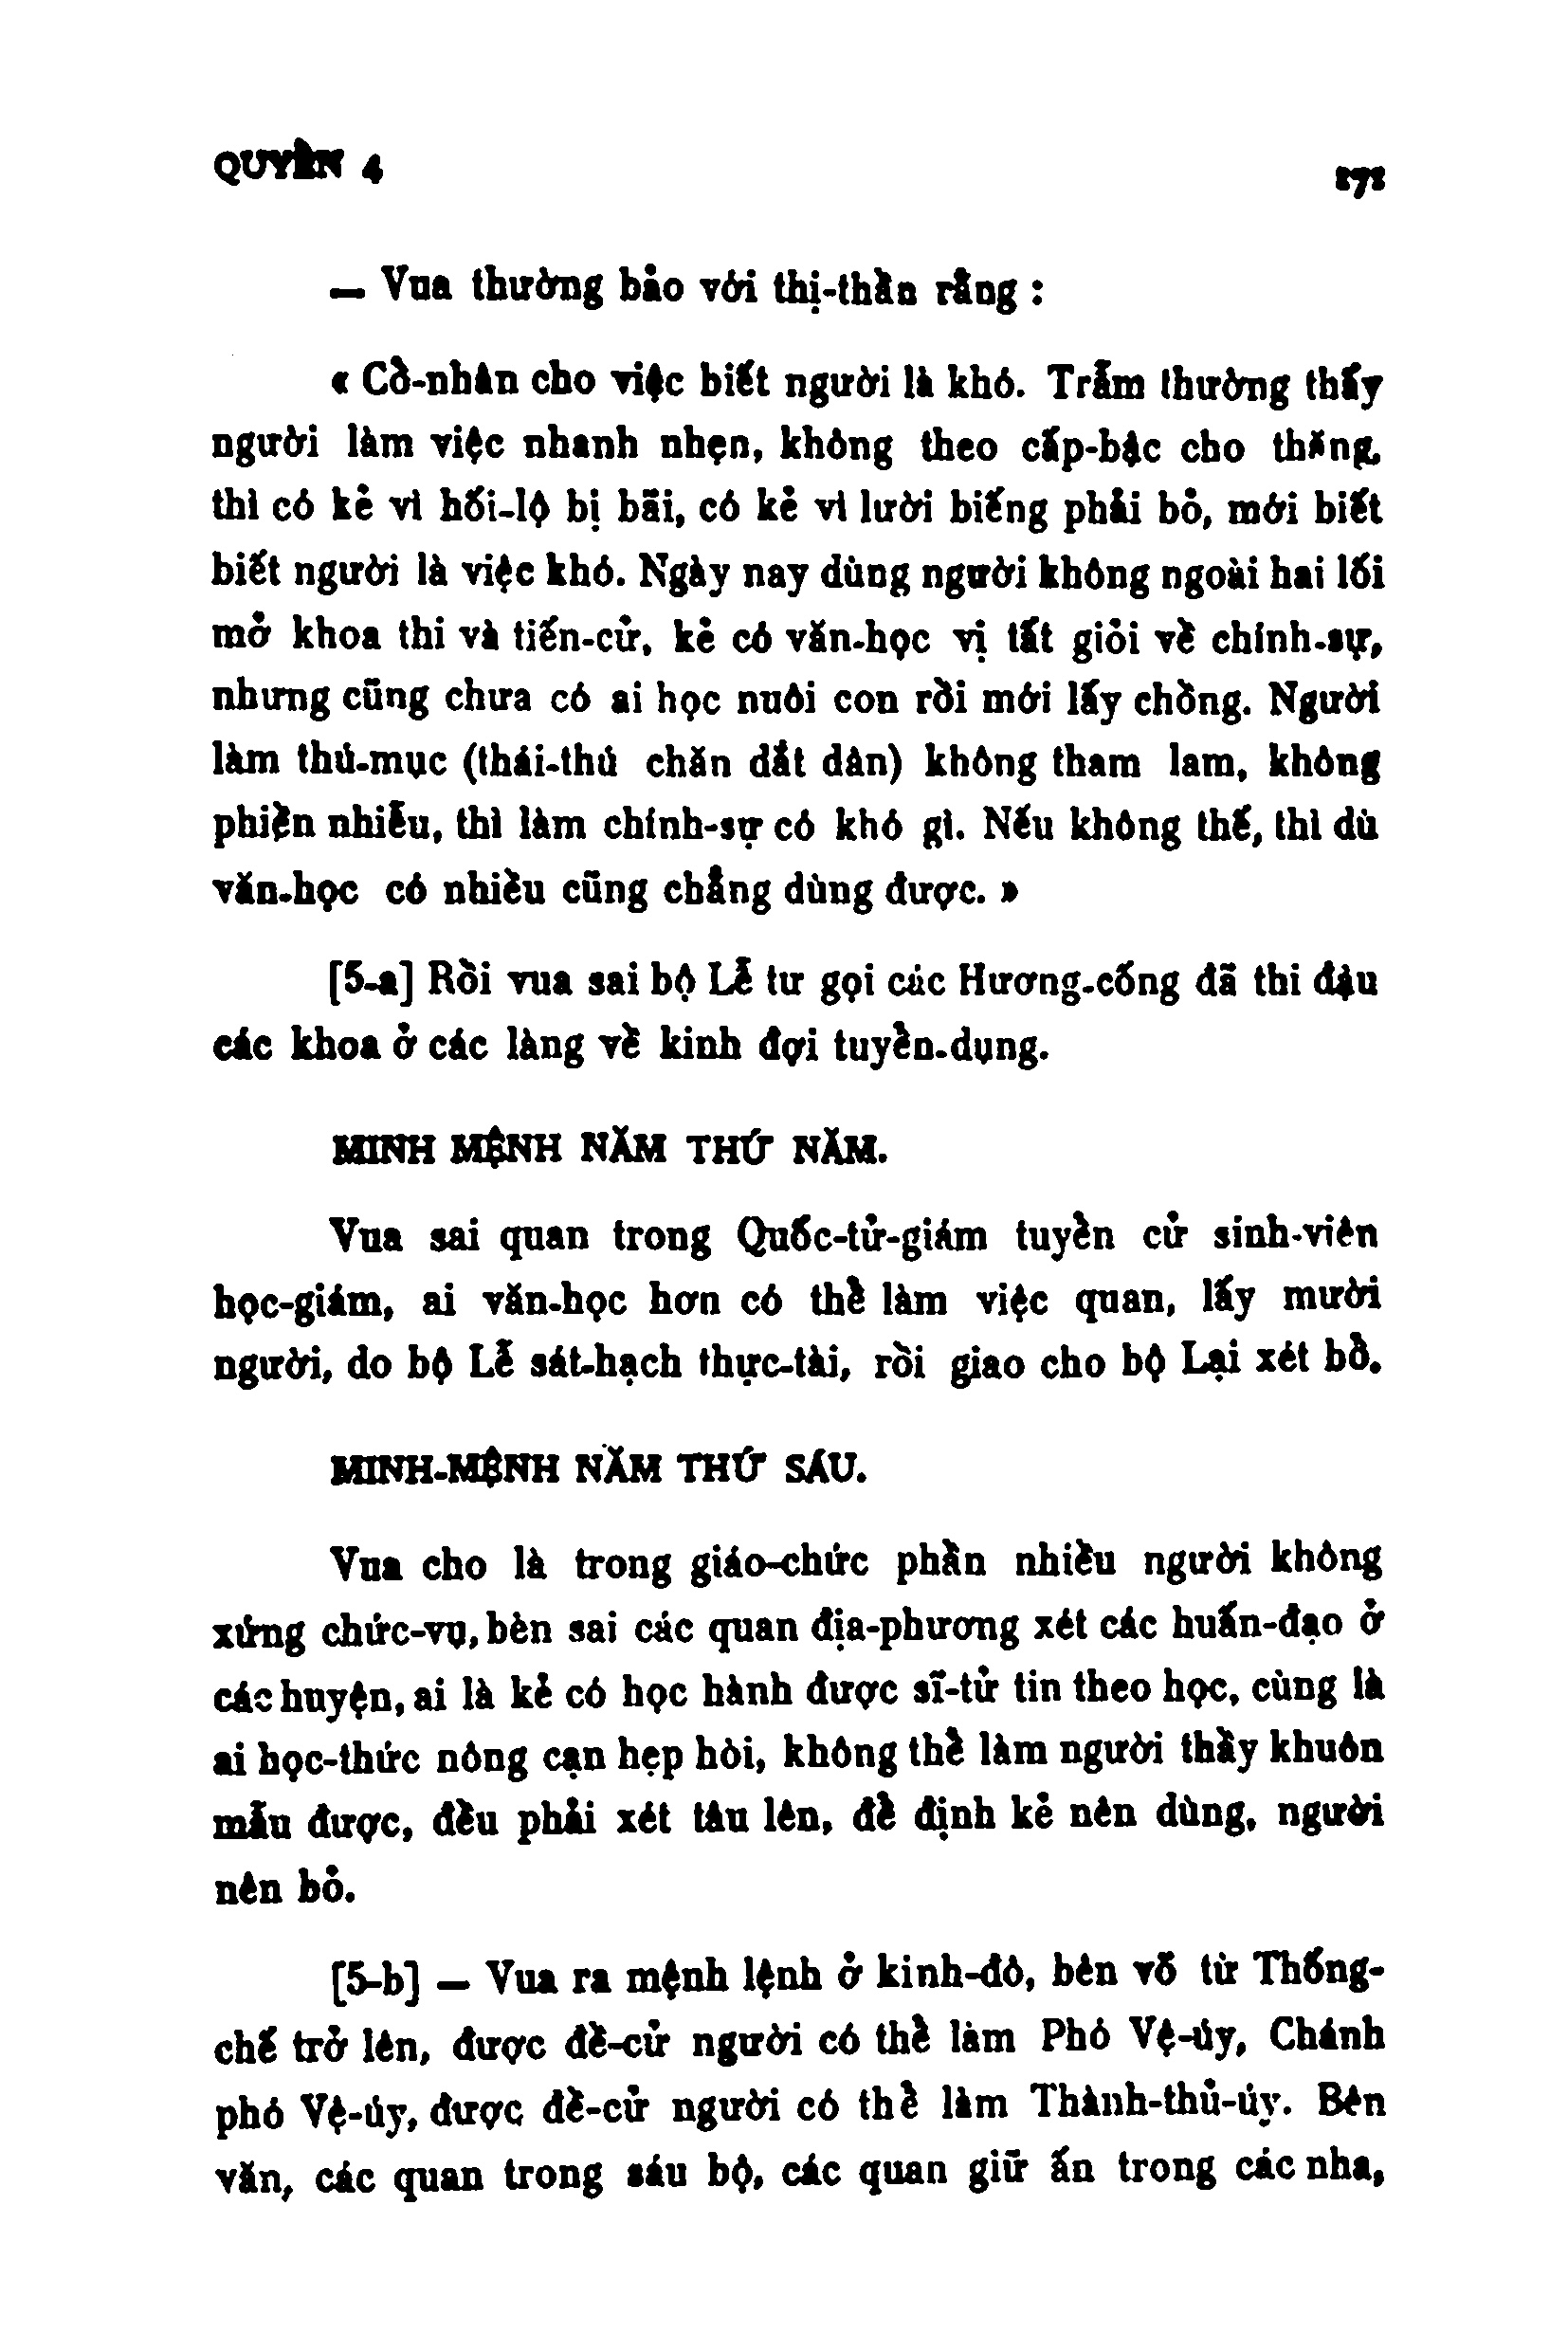 QUYỀN 4
171
— Vua thường bảo với thị-thần rằng :
« Cổ-nhân cho việc biết người là khó. Trẫm thường thấy
người làm việc nhanh nhẹn, không theo cấp-bậc cho thăng,
thì có kẻ vì hối-lộ bị bãi, có kẻ vì lười biếng phải bỏ, mới biết
biết người là việc khó. Ngày nay dùng người không ngoài hai lối
mở khoa thi và tiến-cử, kẻ có văn-học vị tất giỏi về chính-sự,
nhưng cũng chưa có ai học nuôi con rồi mới lấy chồng. Người
làm thú-mục (thái-thú chăn dắt dân) không tham lam, không
phiền nhiễu, thì làm chính-sự có khó gì. Nếu không thế, thì dù
văn-học có nhiều cũng chẳng dùng được. »
[5-a] Rồi vua sai bộ Lễ tư gọi các Hương-cống đã thi đậu
các khoa ở các làng về kinh đợi tuyển-dụng.
MINH MỆNH NĂM THỨ NĂM.
Vua sai quan trong Quốc-tử-giám tuyển cử sinh-viên
học-giám, ai văn-học hơn có thể làm việc quan, lấy mười
người, do bộ Lễ sát-hạch thực-tài, rồi giao cho bộ Lại xét bổ.
MINH-MỆNH NĂM THỨ SÁU.
Vua cho là trong giáo-chức phần nhiều người không
xứng chức-vụ, bèn sai các quan địa-phương xét các huấn-đạo ở
các huyện, ai là kẻ có học hành được sĩ-tử tin theo học, cùng là
ai học-thức nông cạn hẹp hòi, không thể làm người thầy khuôn
mẫu được, đều phải xét tâu lên, để định kẻ nên dùng, người
nên bỏ.
[5-b] — Vua ra mệnh lệnh ở kinh-đô, bên võ từ Thống-
chế trở lên, được đề-cử người có thể làm Phó Vệ-úy, Chánh
phó Vệ-úy, được đề-cử người có thể làm Thành-thủ-úy. Bên
văn, các quan trong sáu bộ, các quan giữ ấn trong các nha,